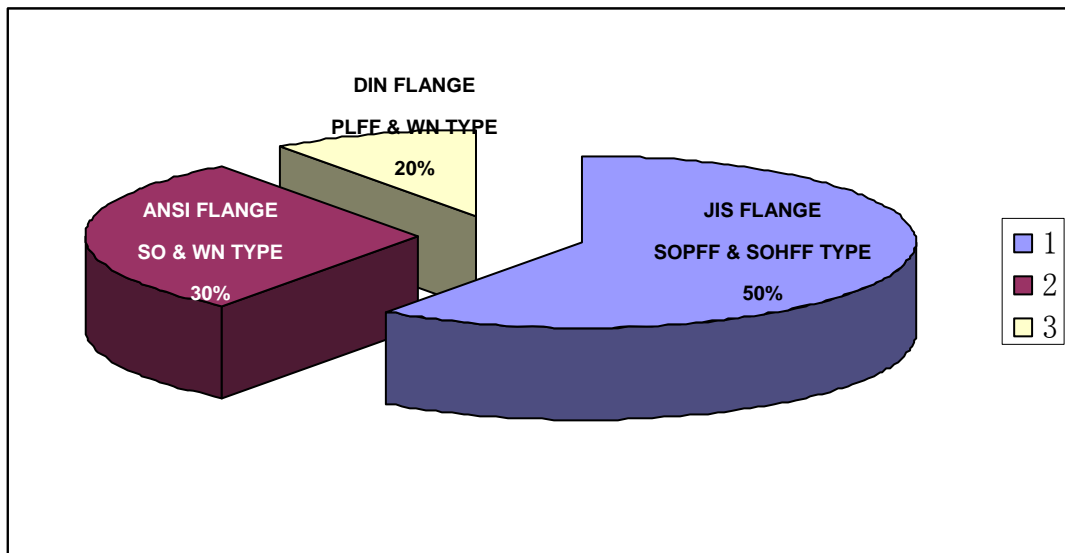 DIN FLANGE
PLFF & WN TYPE
20%
ANSI FLANGE
SO & WN TYPE
30%
JIS FLANGE
SOPFF & SOHFF TYPE
50%
1
2
3